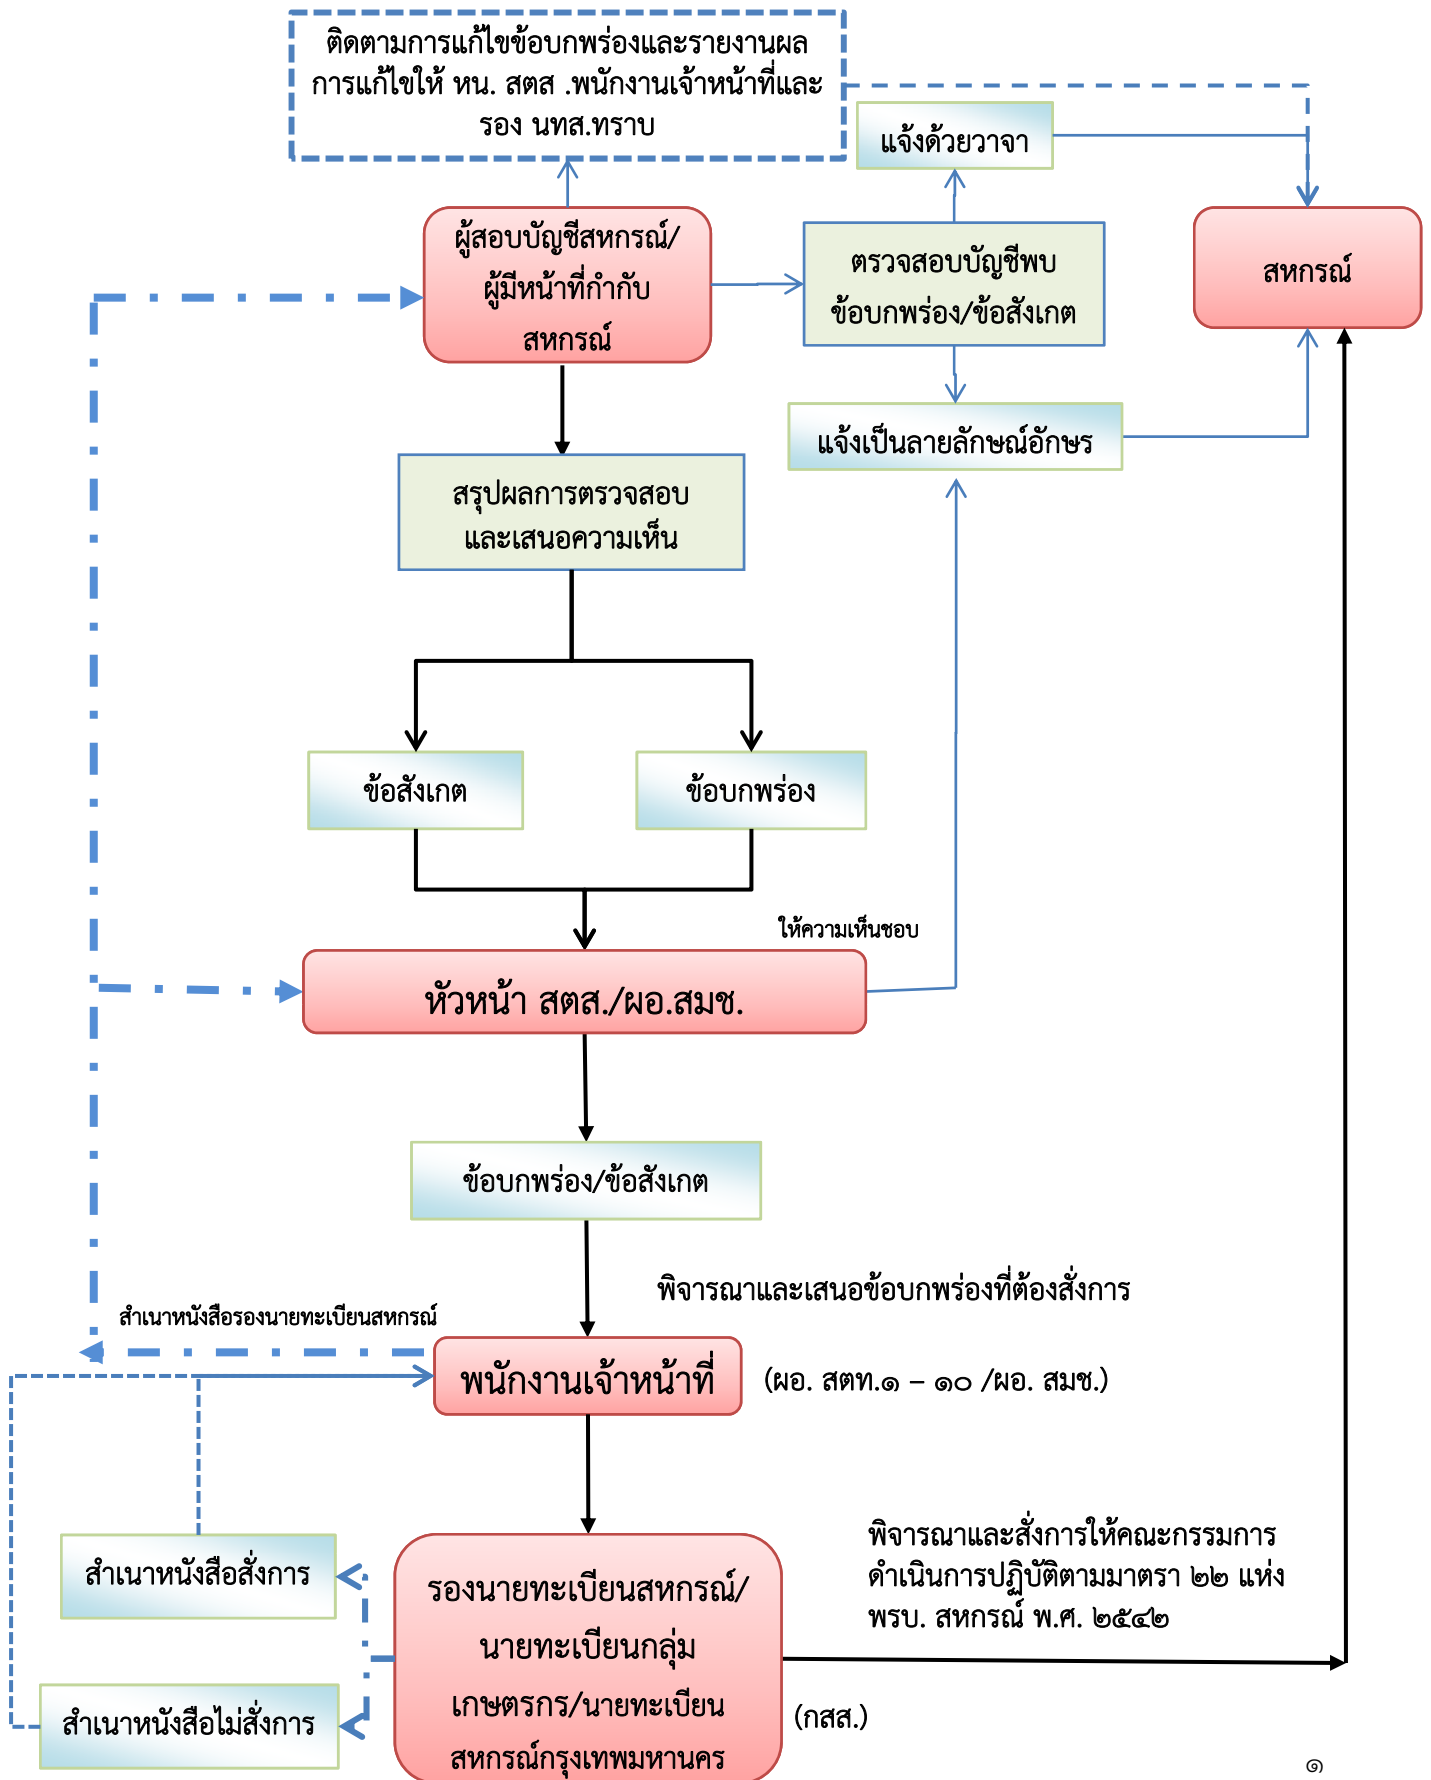 ติดตามการแก้ไขข้อบกพร่องและรายงานผล
การแก้ไขให้ หน. สตส .พนักงานเจ้าหน้าที่และ
รอง นทส.ทราบ
แจ้งด้วยวาจา
ผู้สอบบัญชีสหกรณ์/
ผู้มีหน้าที่กำกับ
สหกรณ์
ตรวจสอบบัญชีพบ
ข้อบกพร่อง/ข้อสังเกต
สหกรณ์
แจ้งเป็นลายลักษณ์อักษร
สรุปผลการตรวจสอบ
และเสนอความเห็น
ข้อสังเกต
ข้อบกพร่อง
ให้ความเห็นชอบ
หัวหน้า สตส./ผอ.สมช.
ข้อบกพร่อง/ข้อสังเกต
พิจารณาและเสนอข้อบกพร่องที่ต้องสั่งการ
สำเนาหนังสือรองนายทะเบียนสหกรณ์
พนักงานเจ้าหน้าที่
(ผอ. สตท.๑ – ๑๐ /ผอ. สมช.)
พิจารณาและสั่งการให้คณะกรรมการ
ดำเนินการปฏิบัติตามมาตรา ๒๒ แห่ง
พรบ. สหกรณ์ พ.ศ. ๒๕๔๒
สำเนาหนังสือสั่งการ
รองนายทะเบียนสหกรณ์/
นายทะเบียนกลุ่ม
เกษตรกร/นายทะเบียน
สหกรณ์กรุงเทพมหานคร
สำเนาหนังสือไม่สั่งการ
(กสส.)
๑